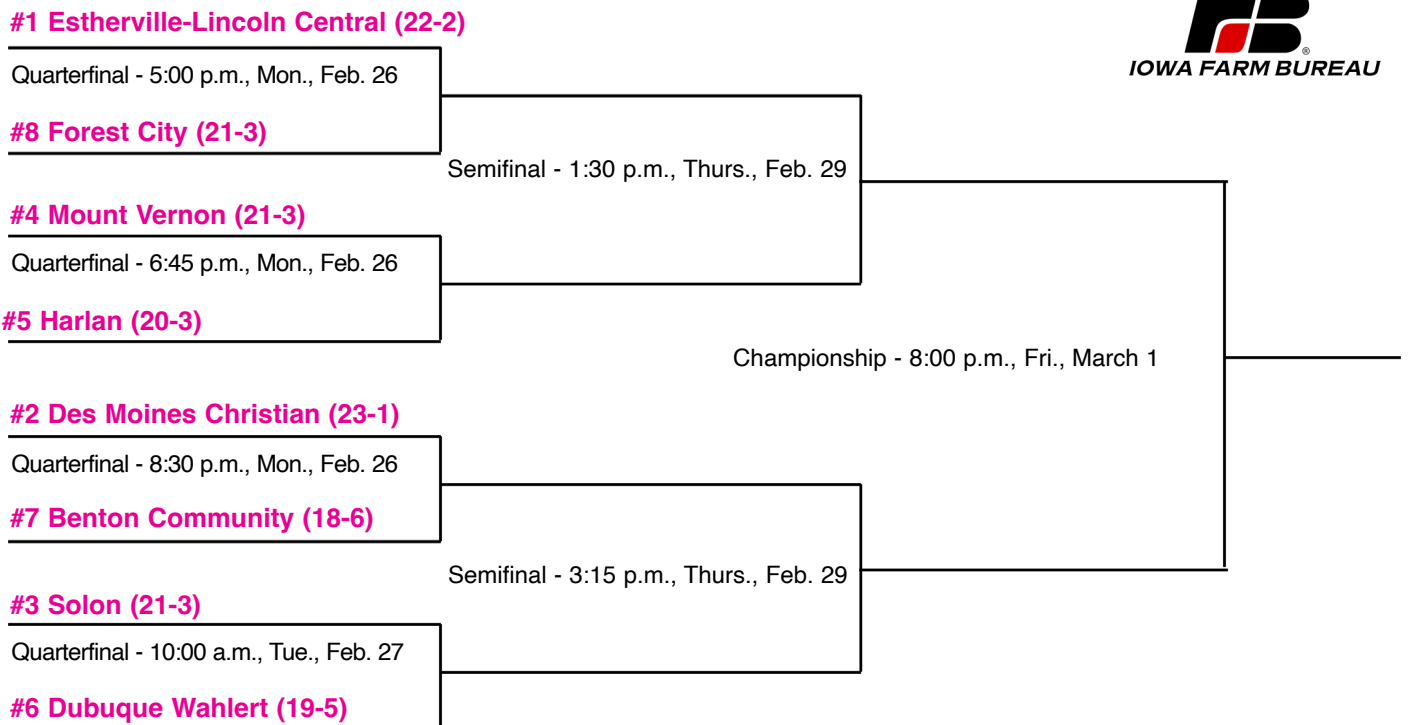 #1 Estherville-Lincoln Central (22-2)
®
IOWA FARM BUREAU
Quarterfinal - 5:00 p.m., Mon., Feb. 26
#8 Forest City (21-3)
Semifinal - 1:30 p.m., Thurs., Feb. 29
#4 Mount Vernon (21-3)
Quarterfinal - 6:45 p.m., Mon., Feb. 26
#5 Harlan (20-3)
Championship - 8:00 p.m., Fri., March 1
#2 Des Moines Christian (23-1)
Quarterfinal - 8:30 p.m., Mon., Feb. 26
#7 Benton Community (18-6)
Semifinal - 3:15 p.m., Thurs., Feb. 29
#3 Solon (21-3)
Quarterfinal - 10:00 a.m., Tue., Feb. 27
#6 Dubuque Wahlert (19-5)